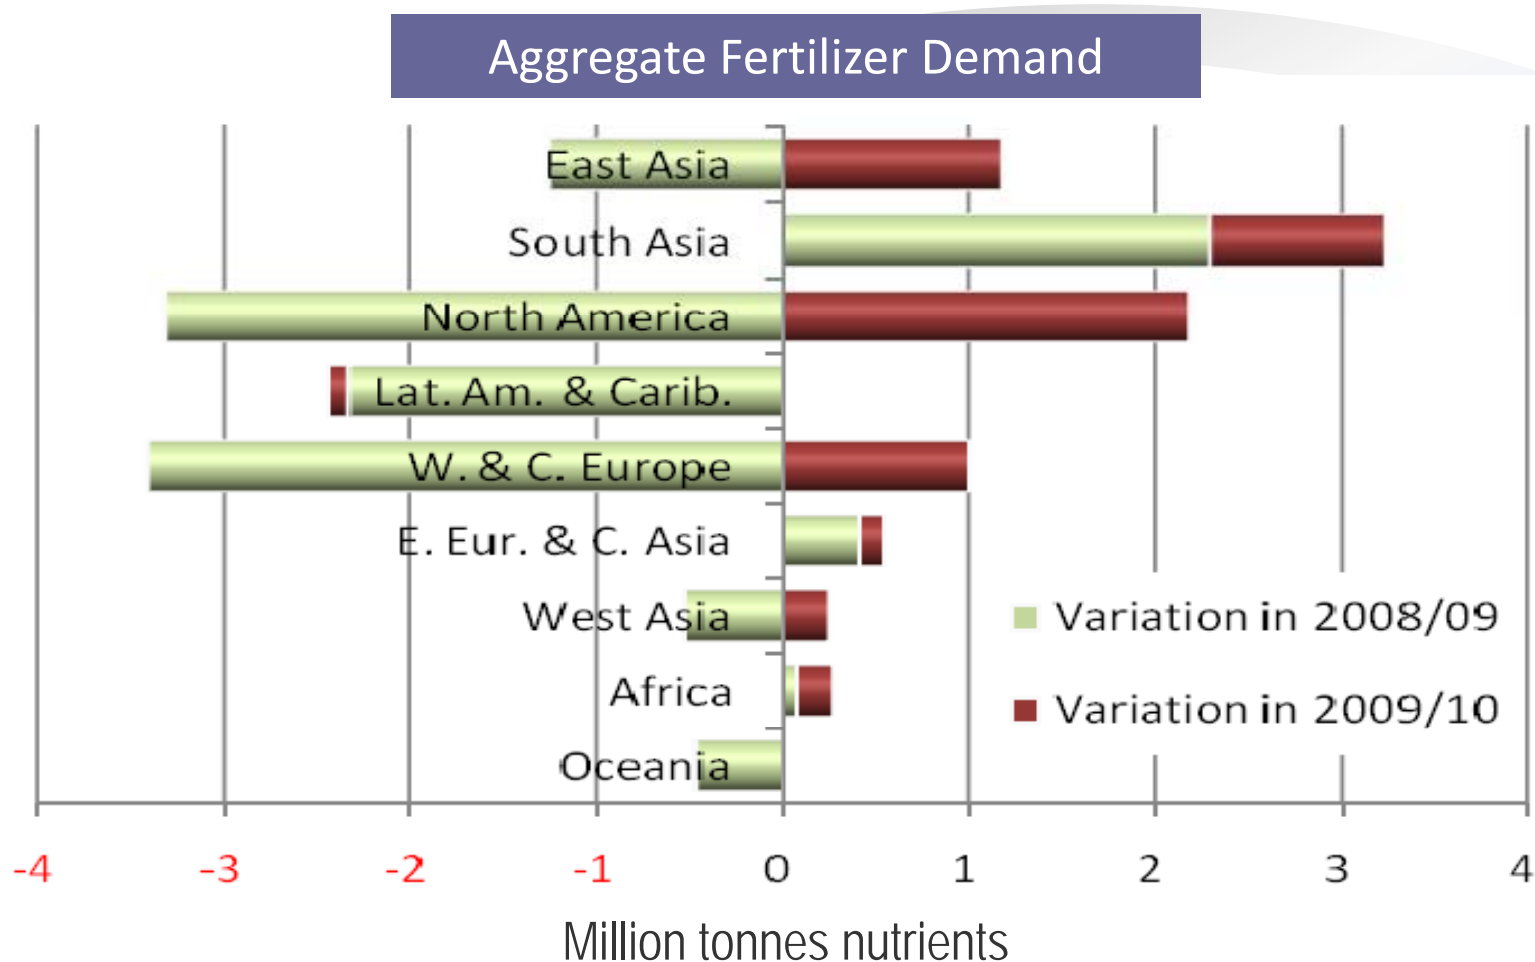 Aggregate Fertilizer Demand
East Asia
South Asia
North America
Lat. Am. & Carib.
W. & C. Europe
E. Eur. & C. Asia
West Asia
Africa
Oceania
Variation in 2008/09
Variation in 2009/10
-4 -3 -2 -1 0 1 2 3 4
Million tonnes nutrients